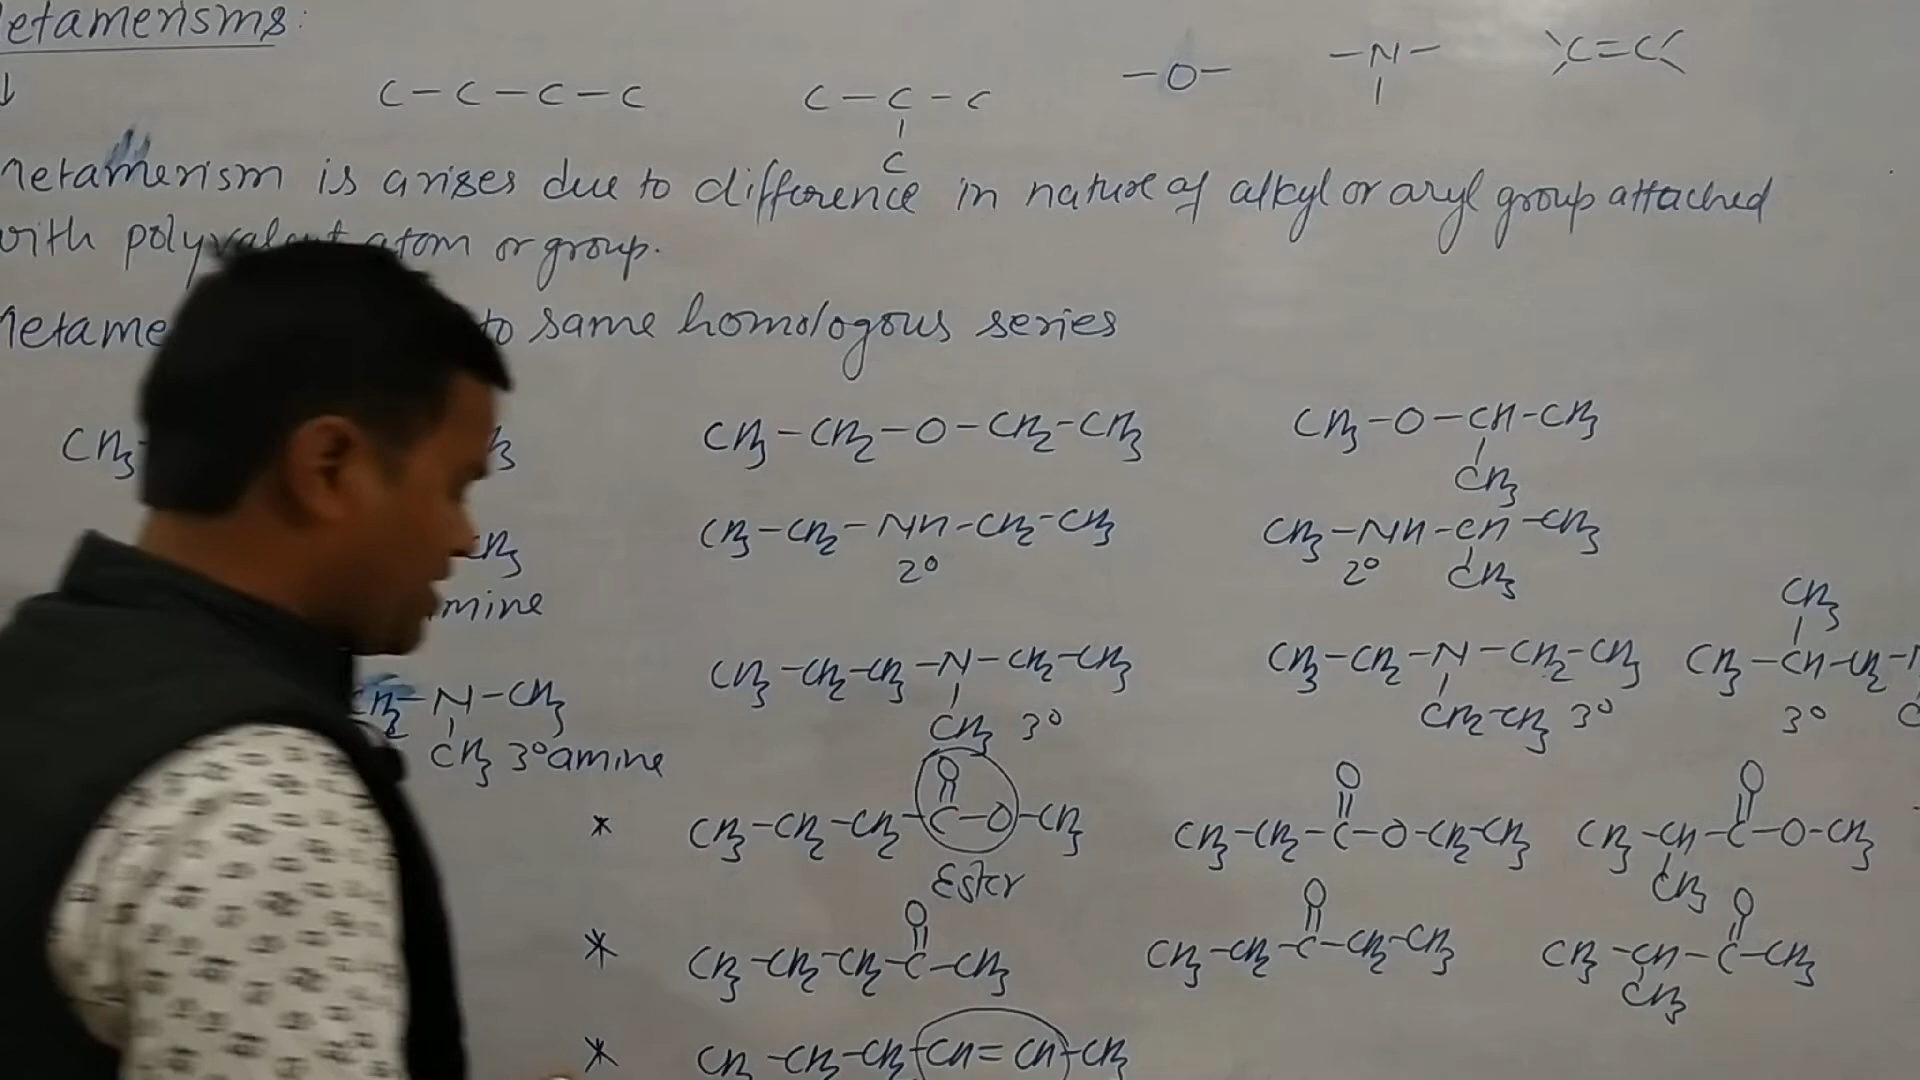 etamerisms:
↓
C-C-C-C C-C-C -O- -N- >C=C<
C
is arises due to difference in nature of alkyl or aryl group attached
with atom or group.
to same homologous series
CH3 CH3-CH2-O-CH2-CH3 CH3-O-CH-CH3
CH3
CH3 CH3-CH2-NH-CH2-CH3 CH3-NH-CH-CH3
mine 2° 2° CH3
CH3
CH2-N-CH3 CH3-CH2-CH2-N-CH2-CH3 CH3-CH2-N-CH2-CH3 CH3-CH-CH2-N
CH3 3°amine CH3 3° CH2-CH3 3° 3° C
O O O
* CH3-CH2-CH2-C-O-CH3 CH3-CH2-C-O-CH2-CH3 CH3-CH-C-O-CH3
Ester CH3
O O O
* CH3-CH2-CH2-C-CH3 CH3-CH2-C-CH2-CH3 CH3-CH-C-CH3
CH3
* CH3-CH2-CH2-CH=CH-CH3